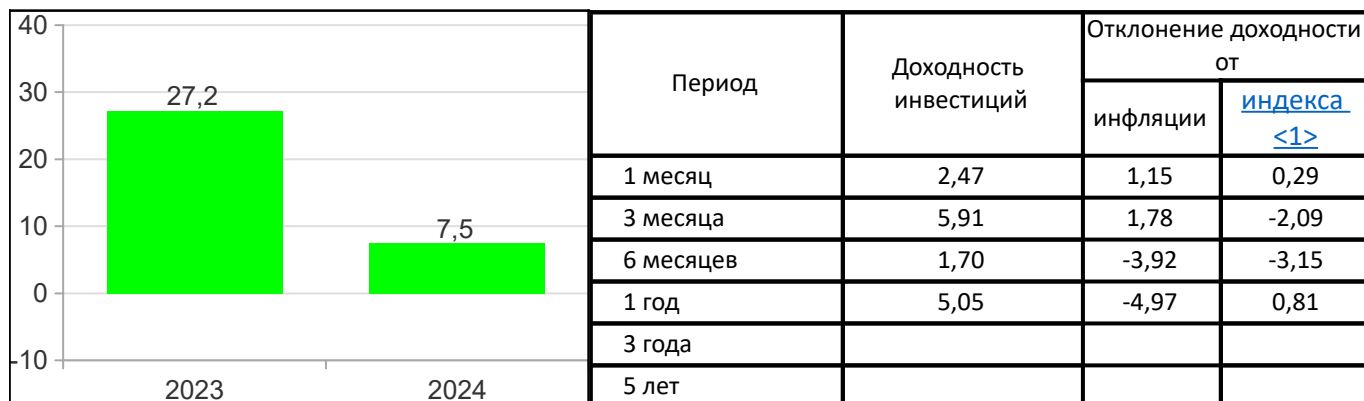 40
30
20
10
0
-10
27,2
7,5
2023
2024
Период
Доходность
инвестиций
Отклонение доходности
от
инфляции
индекса
<1>
1 месяц 2,47 1,15 0,29
3 месяца 5,91 1,78 -2,09
6 месяцев 1,70 -3,92 -3,15
1 год 5,05 -4,97 0,81
3 года
5 лет